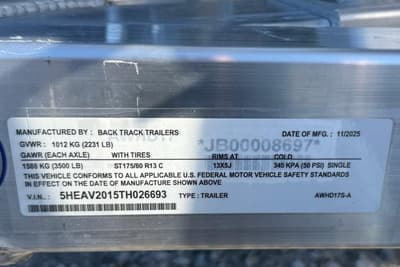 MANUFACTURED BY: BACK TRACK TRAILERS DATE OF MFG.: 11/2025
GVWR: 1012 KG (2231 LB) *JB00008697*
GAWR (EACH AXLE) WITH TIRES RIMS AT COLD
1588 KG (3500 LB) ST175/80 R13 C 13X5J 345 KPA (50 PSI) SINGLE
THIS VEHICLE CONFORMS TO ALL APPLICABLE U.S. FEDERAL MOTOR VEHICLE SAFETY STANDARDS
IN EFFECT ON THE DATE OF MANUFACTURE SHOWN ABOVE
V.I.N.: 5HEAV2015TH026693 TYPE: TRAILER AWHD17S-A